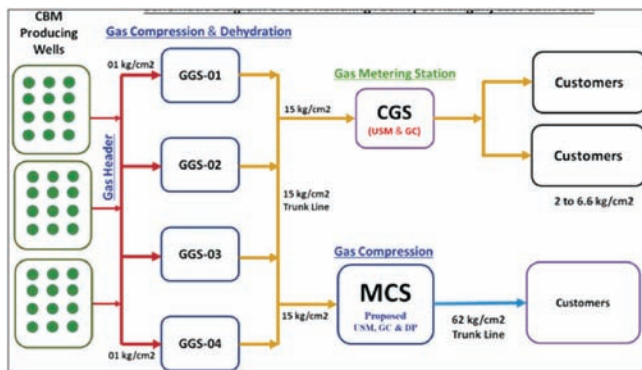 CBM
Producing
Wells
Gas Compression & Dehydration
01 kg/cm2
GGS-01
Gas Header
GGS-02
GGS-03
GGS-04
01 kg/cm2
15 kg/cm2
15 kg/cm2
Trunk Line
15 kg/cm2
Gas Metering Station
CGS
(USM & GC)
Customers
Customers
2 to 6.6 kg/cm2
Gas Compression
MCS
Proposed
USM, GC & DP
62 kg/cm2
Trunk Line
Customers